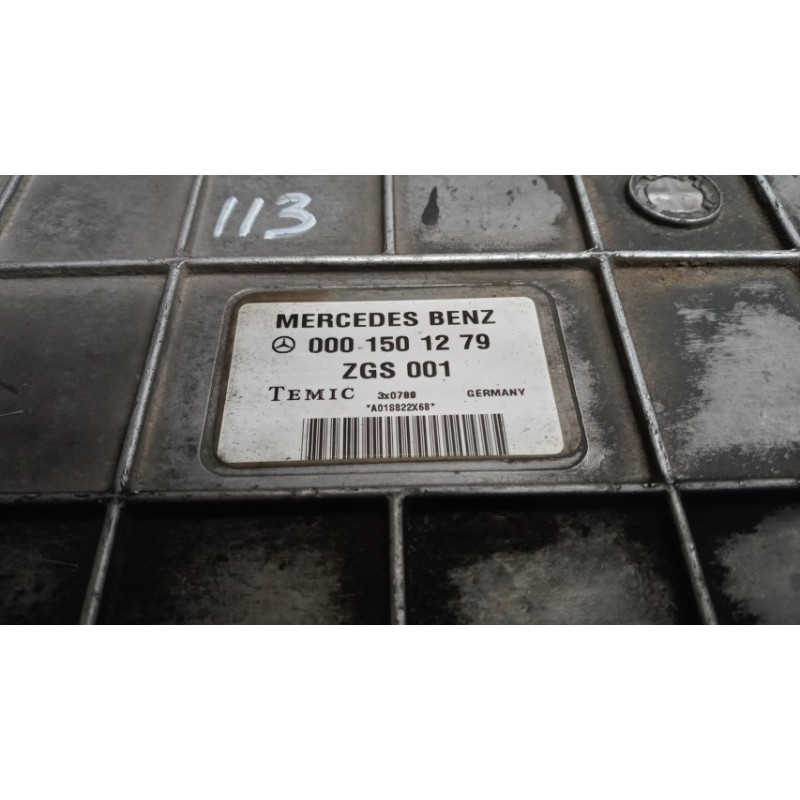 113
MERCEDES BENZ
000 150 12 79
ZGS 001
TEMIC 3x0789 GERMANY
*A01S822X68*